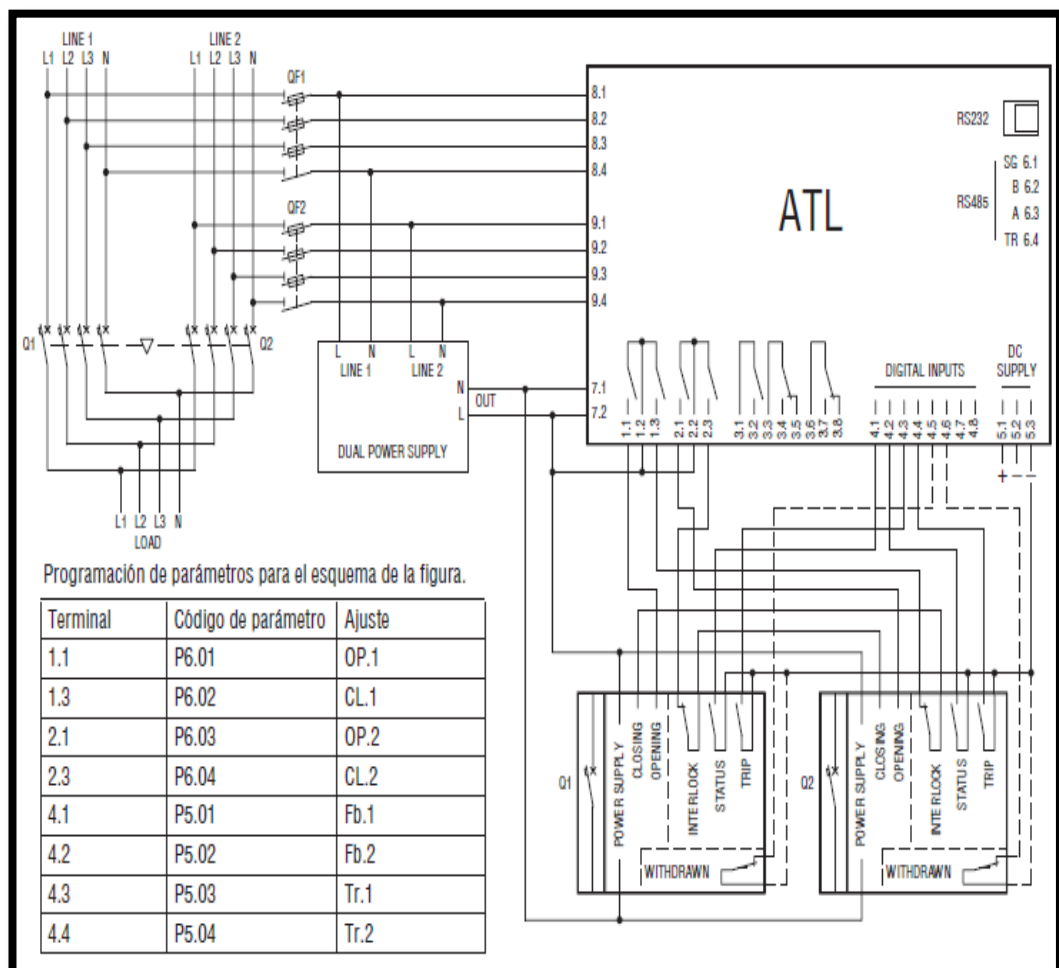 LINE 1 LINE 2
L1 L2 L3 N L1 L2 L3 N
QF1
8.1
8.2
8.3
8.4
QF2
9.1
9.2
9.3
9.4
ATL
RS232
RS485
SG 6.1
B 6.2
A 6.3
TR 6.4
Q1 Q2
L N L N
LINE 1 LINE 2
N
L
OUT
DUAL POWER SUPPLY
7.1
7.2
DIGITAL INPUTS
DC
SUPPLY
1.1 1.2 1.3 2.1 2.2 2.3 3.1 3.2 3.3 3.4 3.5 3.6 3.7 3.8 4.1 4.2 4.3 4.4 4.5 4.6 4.7 4.8 5.1 5.2 5.3
+ – –
L1 L2 L3 N
LOAD
Programación de parámetros para el esquema de la figura.
Terminal Código de parámetro Ajuste
1.1 P6.01 OP.1
1.3 P6.02 CL.1
2.1 P6.03 OP.2
2.3 P6.04 CL.2
4.1 P5.01 Fb.1
4.2 P5.02 Fb.2
4.3 P5.03 Tr.1
4.4 P5.04 Tr.2
Q1
POWER SUPPLY
CLOSING
OPENING
INTERLOCK
STATUS
TRIP
WITHDRAWN
Q2
POWER SUPPLY
CLOSING
OPENING
INTERLOCK
STATUS
TRIP
WITHDRAWN